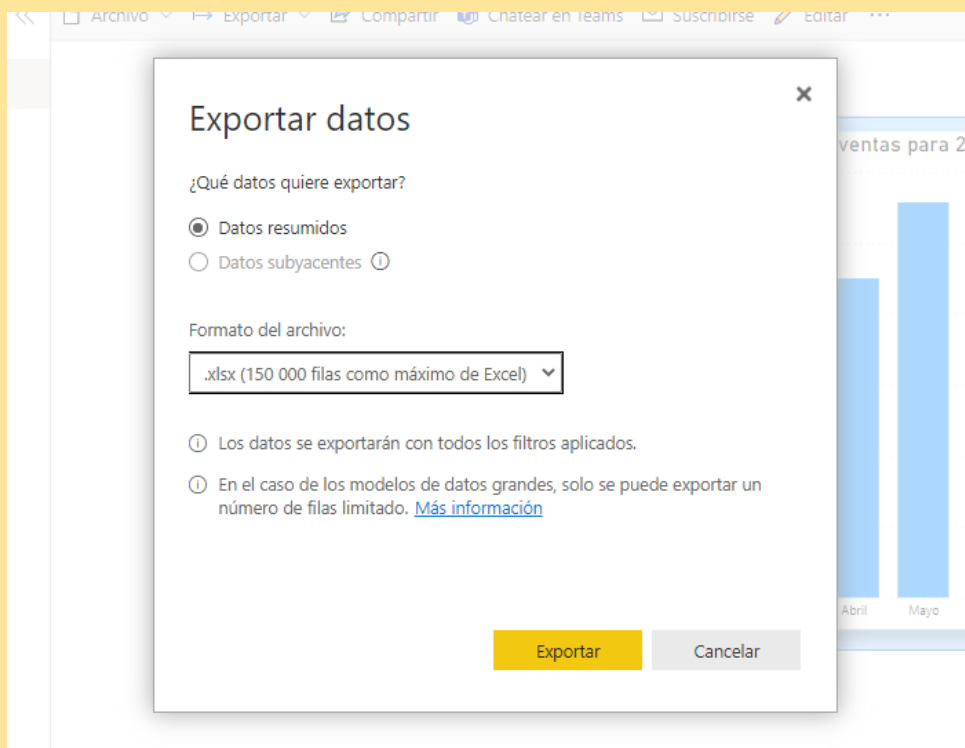 Archivo Exportar Compartir Chatear en Teams Suscribirse Editar ...
Exportar datos
ventas para 2
¿Qué datos quiere exportar?
Datos resumidos
Datos subyacentes
Formato del archivo:
.xlsx (150 000 filas como máximo de Excel)
Los datos se exportarán con todos los filtros aplicados.
En el caso de los modelos de datos grandes, solo se puede exportar un
número de filas limitado. Más información
Abril Mayo
Exportar Cancelar